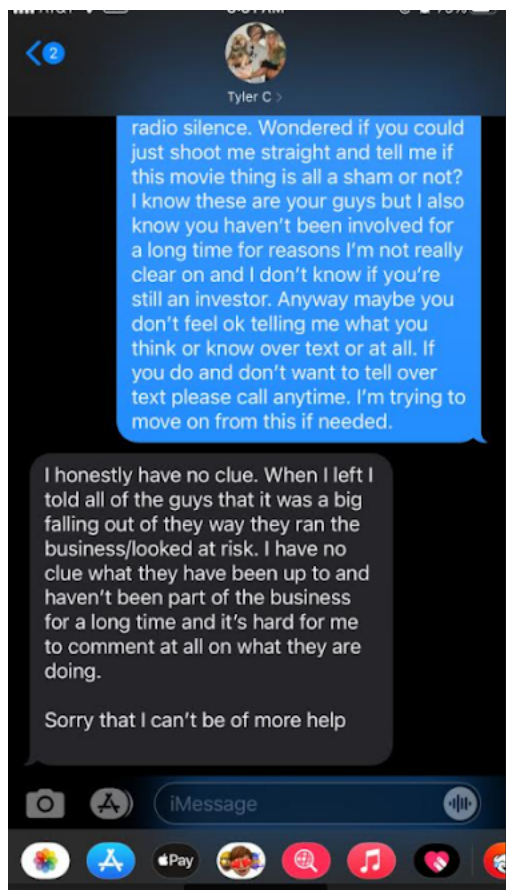 2
Tyler C >
radio silence. Wondered if you could
just shoot me straight and tell me if
this movie thing is all a sham or not?
I know these are your guys but I also
know you haven't been involved for
a long time for reasons I'm not really
clear on and I don't know if you're
still an investor. Anyway maybe you
don't feel ok telling me what you
think or know over text or at all. If
you do and don't want to tell over
text please call anytime. I'm trying to
move on from this if needed.
I honestly have no clue. When I left I
told all of the guys that it was a big
falling out of they way they ran the
business/looked at risk. I have no
clue what they have been up to and
haven't been part of the business
for a long time and it's hard for me
to comment at all on what they are
doing.
Sorry that I can't be of more help
iMessage
Pay